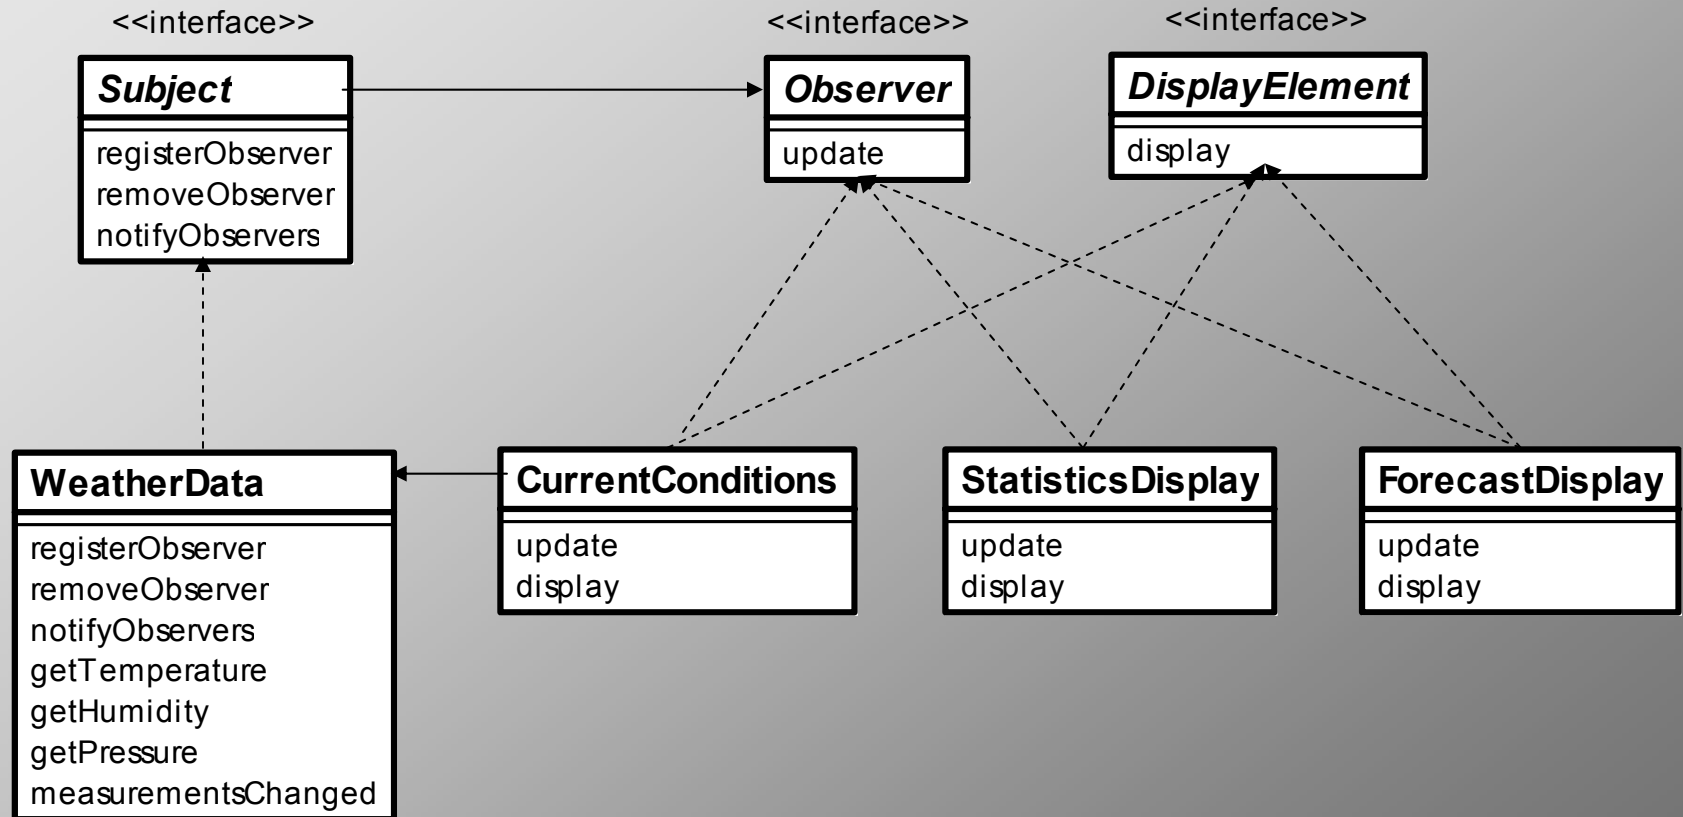 <<interface>>
Subject
registerObserver
removeObserver
notifyObservers
<<interface>>
Observer
update
<<interface>>
DisplayElement
display
WeatherData
registerObserver
removeObserver
notifyObservers
getTemperature
getHumidity
getPressure
measurementsChanged
CurrentConditions
update
display
StatisticsDisplay
update
display
ForecastDisplay
update
display